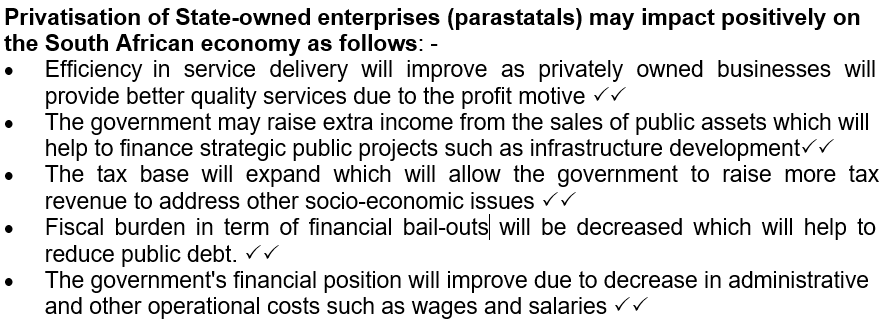 Privatisation of State-owned enterprises (parastatals) may impact positively on
the South African economy as follows: -
• Efficiency in service delivery will improve as privately owned businesses will
provide better quality services due to the profit motive ✓✓
• The government may raise extra income from the sales of public assets which will
help to finance strategic public projects such as infrastructure development✓✓
• The tax base will expand which will allow the government to raise more tax
revenue to address other socio-economic issues ✓✓
• Fiscal burden in term of financial bail-outs will be decreased which will help to
reduce public debt. ✓✓
• The government's financial position will improve due to decrease in administrative
and other operational costs such as wages and salaries ✓✓